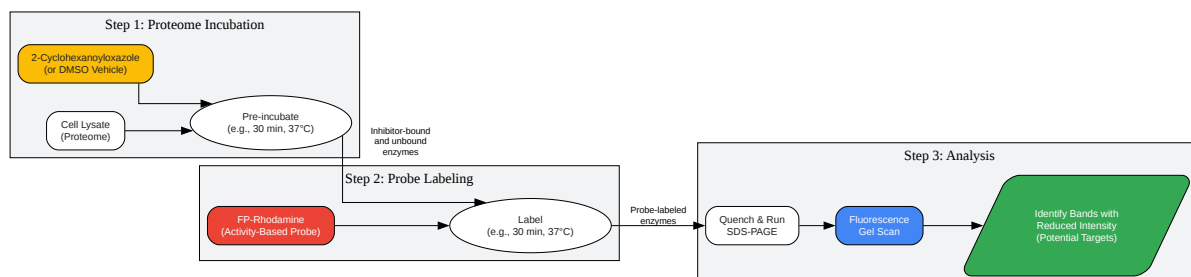 Step 1: Proteome Incubation
2-Cyclohexanoyloxazole
(or DMSO Vehicle)
Cell Lysate
(Proteome)
Pre-incubate
(e.g., 30 min, 37°C)
Inhibitor-bound
and unbound
enzymes
Step 2: Probe Labeling
FP-Rhodamine
(Activity-Based Probe)
Label
(e.g., 30 min, 37°C)
Probe-labeled
enzymes
Step 3: Analysis
Quench & Run
SDS-PAGE
Fluorescence
Gel Scan
Identify Bands with
Reduced Intensity
(Potential Targets)